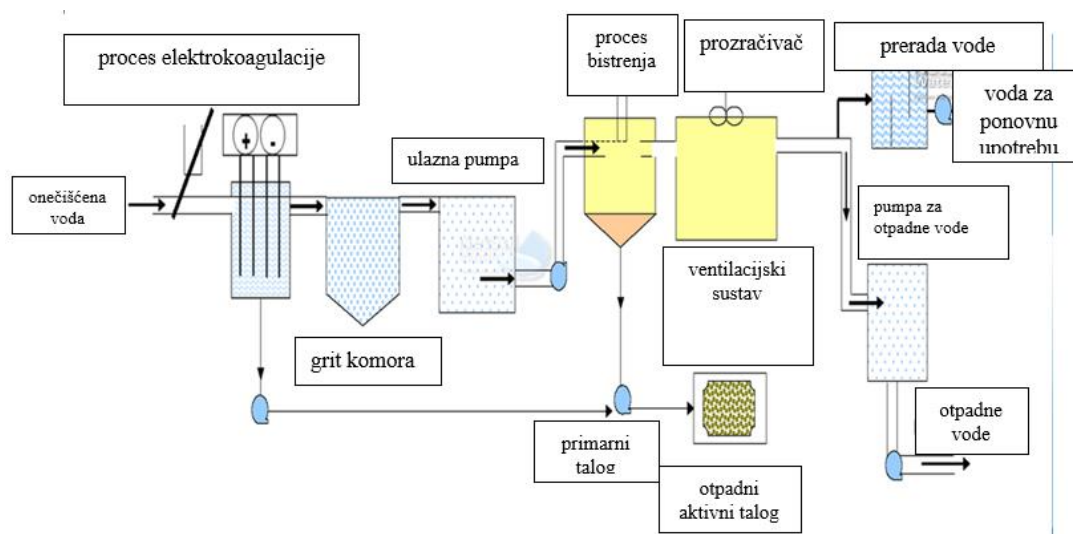 proces elektrokoagulacije
proces
bistrenja
prozračivač
prerada vode
voda za
ponovnu
upotrebu
ulazna pumpa
onečišćena
voda
+
-
pumpa za
otpadne vode
ventilacijski
sustav
grit komora
primarni
talog
otpadni
aktivni talog
otpadne
vode